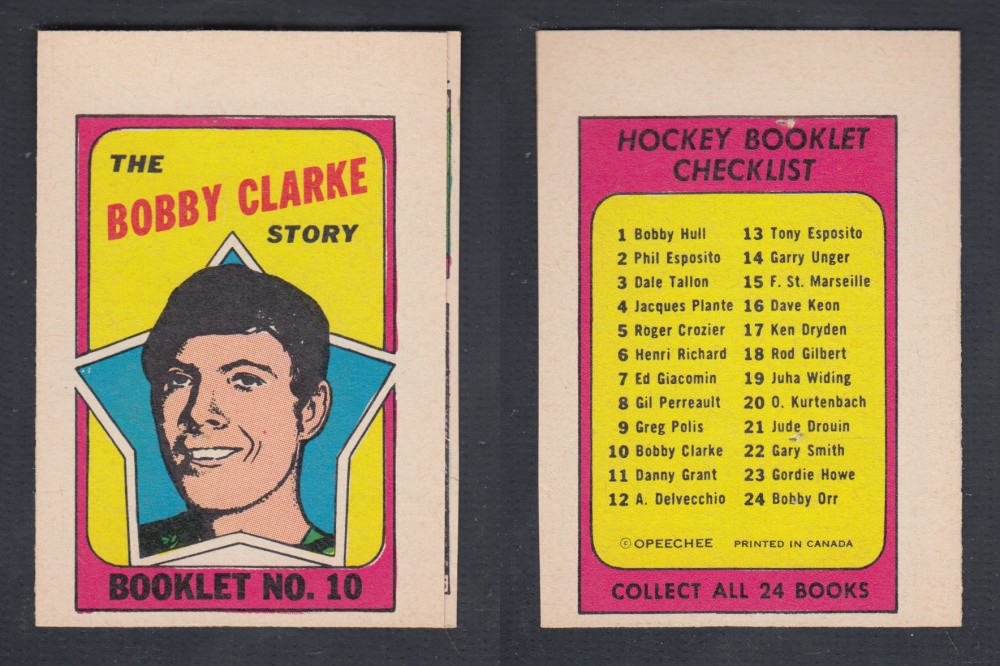 THE
BOBBY CLARKE
STORY
BOOKLET NO. 10
HOCKEY BOOKLET
CHECKLIST
1 Bobby Hull
2 Phil Esposito
3 Dale Tallon
4 Jacques Plante
5 Roger Crozier
6 Henri Richard
7 Ed Giacomin
8 Gil Perreault
9 Greg Polis
10 Bobby Clarke
11 Danny Grant
12 A. Delvecchio
13 Tony Esposito
14 Garry Unger
15 F. St. Marseille
16 Dave Keon
17 Ken Dryden
18 Rod Gilbert
19 Juha Widing
20 O. Kurtenbach
21 Jude Drouin
22 Gary Smith
23 Gordie Howe
24 Bobby Orr
© OPEECHEE PRINTED IN CANADA
COLLECT ALL 24 BOOKS